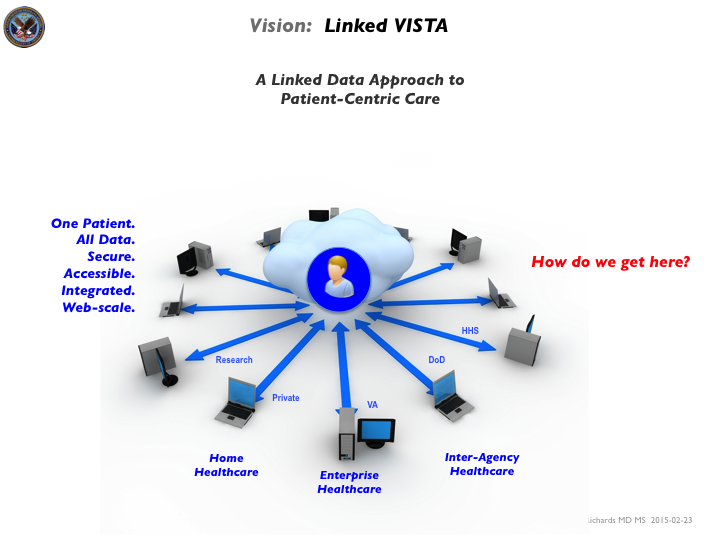 Vision: Linked VISTA
A Linked Data Approach to
Patient-Centric Care
One Patient.
All Data.
Secure.
Accessible.
Integrated.
Web-scale.
How do we get here?
HHS
Research
DoD
Private
VA
Home
Healthcare
Enterprise
Healthcare
Inter-Agency
Healthcare
MD MS 2015-02-23